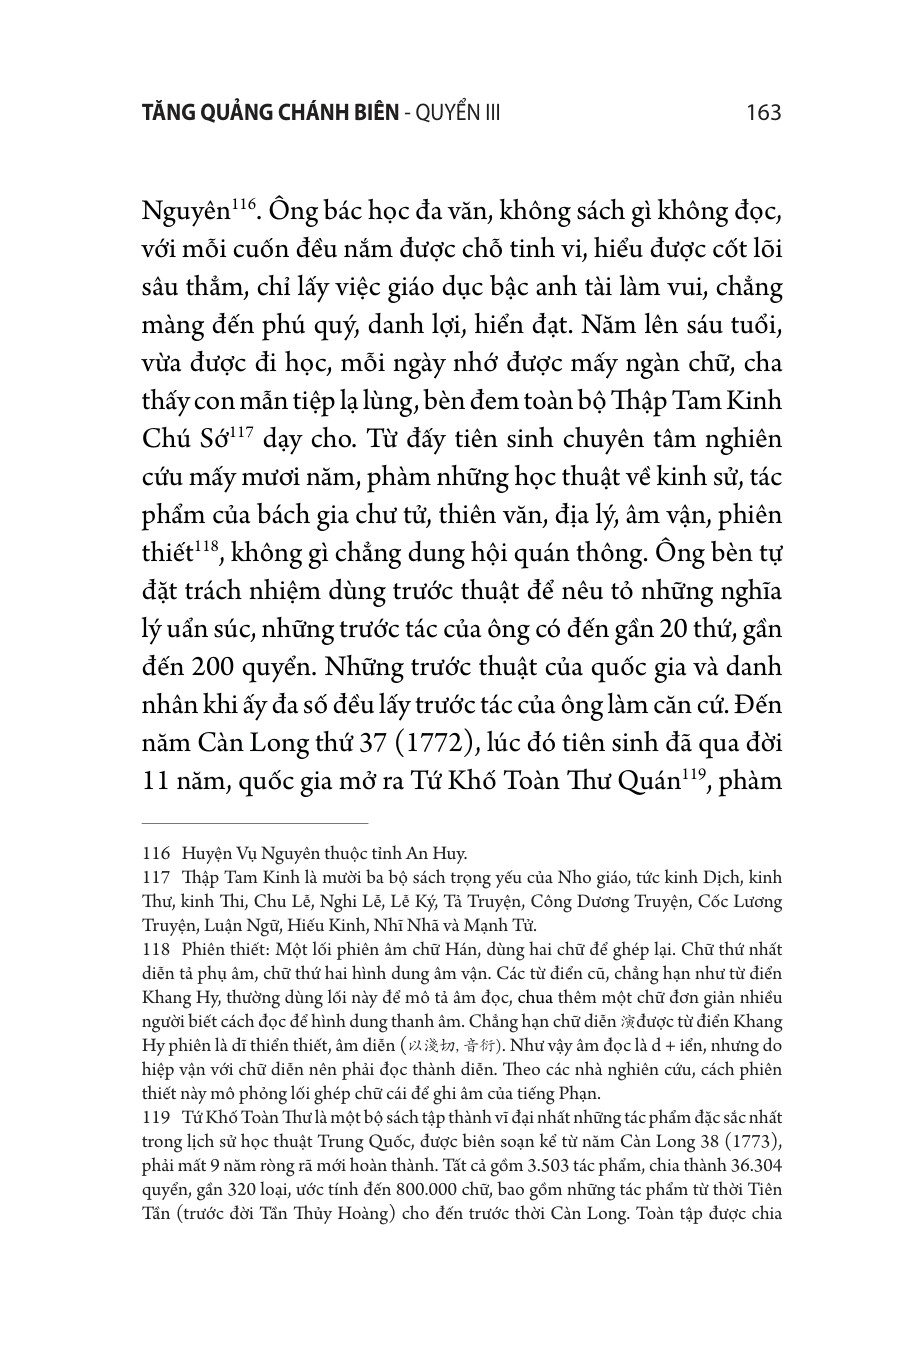 TĂNG QUẢNG CHÁNH BIÊN - QUYỂN III 163
Nguyên116. Ông bác học đa văn, không sách gì không đọc,
với mỗi cuốn đều nắm được chỗ tinh vi, hiểu được cốt lõi
sâu thẳm, chỉ lấy việc giáo dục bậc anh tài làm vui, chẳng
màng đến phú quý, danh lợi, hiển đạt. Năm lên sáu tuổi,
vừa được đi học, mỗi ngày nhớ được mấy ngàn chữ, cha
thấy con mẫn tiệp lạ lùng, bèn đem toàn bộ Thập Tam Kinh
Chú Sớ117 dạy cho. Từ đấy tiên sinh chuyên tâm nghiên
cứu mấy mươi năm, phàm những học thuật về kinh sử, tác
phẩm của bách gia chư tử, thiên văn, địa lý, âm vận, phiên
thiết118, không gì chẳng dung hội quán thông. Ông bèn tự
đặt trách nhiệm dùng trước thuật để nêu tỏ những nghĩa
lý uẩn súc, những trước tác của ông có đến gần 20 thứ, gần
đến 200 quyển. Những trước thuật của quốc gia và danh
nhân khi ấy đa số đều lấy trước tác của ông làm căn cứ. Đến
năm Càn Long thứ 37 (1772), lúc đó tiên sinh đã qua đời
11 năm, quốc gia mở ra Tứ Khố Toàn Thư Quán119, phàm
116 Huyện Vụ Nguyên thuộc tỉnh An Huy.
117 Thập Tam Kinh là mười ba bộ sách trọng yếu của Nho giáo, tức kinh Dịch, kinh
Thư, kinh Thi, Chu Lễ, Nghi Lễ, Lễ Ký, Tả Truyện, Công Dương Truyện, Cốc Lương
Truyện, Luận Ngữ, Hiếu Kinh, Nhĩ Nhã và Mạnh Tử.
118 Phiên thiết: Một lối phiên âm chữ Hán, dùng hai chữ để ghép lại. Chữ thứ nhất
diễn tả phụ âm, chữ thứ hai hình dung âm vận. Các từ điển cũ, chẳng hạn như từ điển
Khang Hy, thường dùng lối này để mô tả âm đọc, chua thêm một chữ đơn giản nhiều
người biết cách đọc để hình dung thanh âm. Chẳng hạn chữ diễn 演được từ điển Khang
Hy phiên là dĩ thiển thiết, âm diễn (以淺切, 音衍). Như vậy âm đọc là d + iển, nhưng do
hiệp vận với chữ diễn nên phải đọc thành diễn. Theo các nhà nghiên cứu, cách phiên
thiết này mô phỏng lối ghép chữ cái để ghi âm của tiếng Phạn.
119 Tứ Khố Toàn Thư là một bộ sách tập thành vĩ đại nhất những tác phẩm đặc sắc nhất
trong lịch sử học thuật Trung Quốc, được biên soạn kể từ năm Càn Long 38 (1773),
phải mất 9 năm ròng rã mới hoàn thành. Tất cả gồm 3.503 tác phẩm, chia thành 36.304
quyển, gần 320 loại, ước tính đến 800.000 chữ, bao gồm những tác phẩm từ thời Tiên
Tần (trước đời Tần Thủy Hoàng) cho đến trước thời Càn Long. Toàn tập được chia